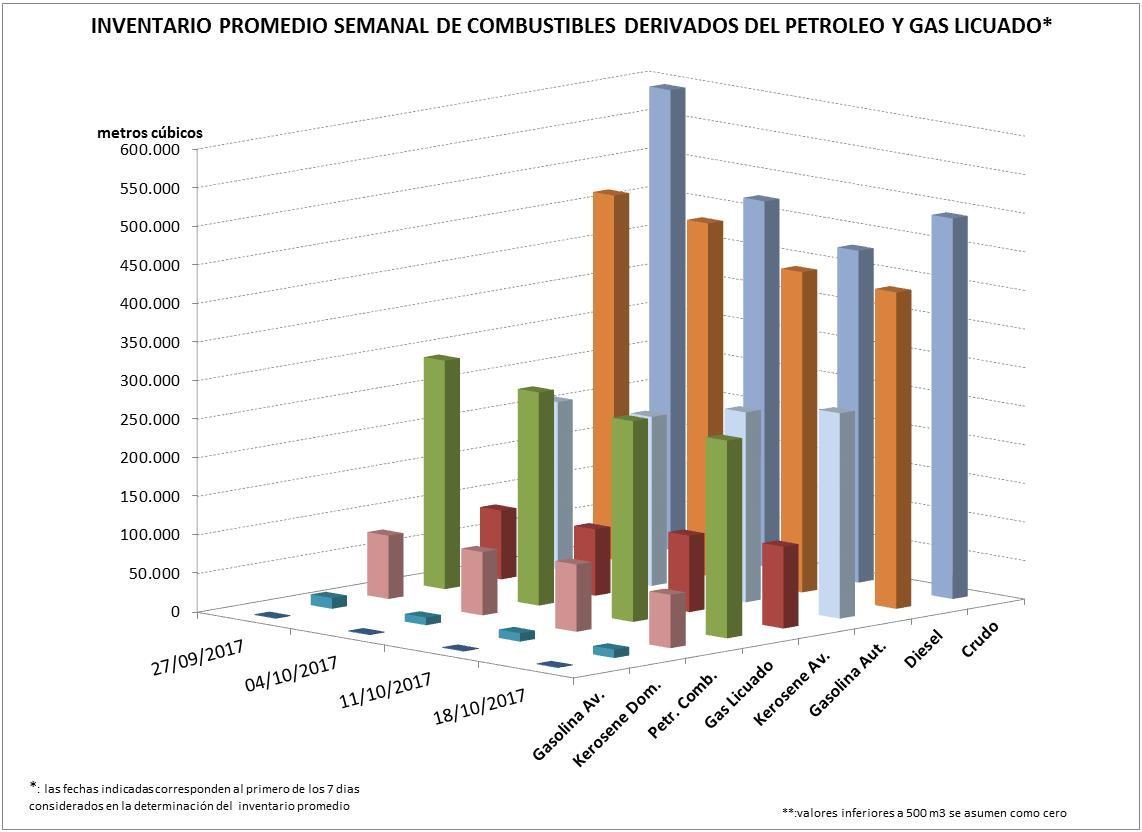 INVENTARIO PROMEDIO SEMANAL DE COMBUSTIBLES DERIVADOS DEL PETROLEO Y GAS LICUADO*
metros cúbicos
600.000
550.000
500.000
450.000
400.000
350.000
300.000
250.000
200.000
150.000
100.000
50.000
0
27/09/2017
04/10/2017
11/10/2017
18/10/2017
Gasolina Av.
Kerosene Dom.
Petr. Comb.
Gas Licuado
Kerosene Av.
Gasolina Aut.
Diesel
Crudo
*: las fechas indicadas corresponden al primero de los 7 dias
considerados en la determinación del inventario promedio
**:valores inferiores a 500 m3 se asumen como cero